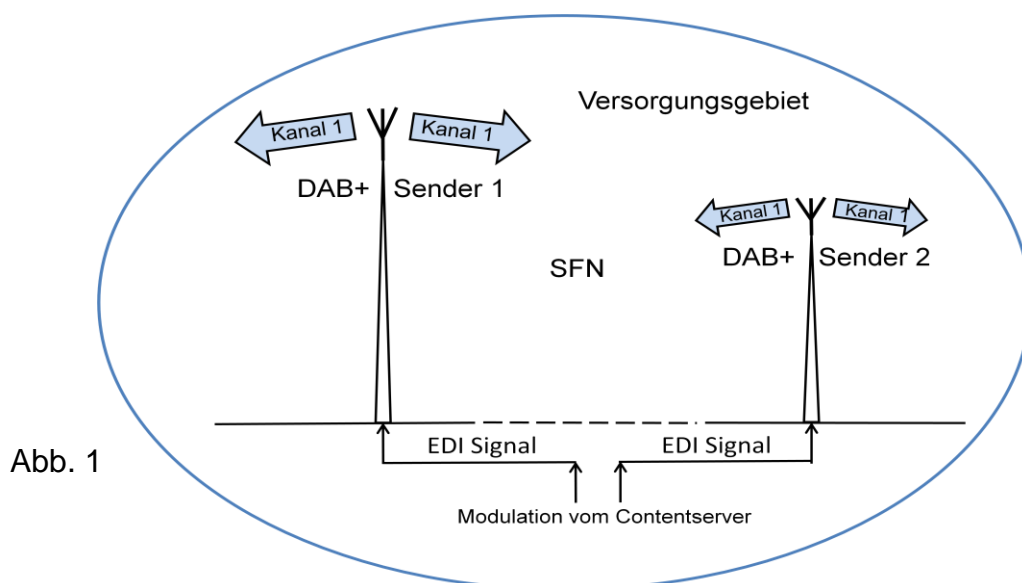 Versorgungsgebiet
Kanal 1
Kanal 1
DAB+ Sender 1
Kanal 1
Kanal 1
DAB+ Sender 2
SFN
EDI Signal
EDI Signal
Abb. 1
Modulation vom Contentserver